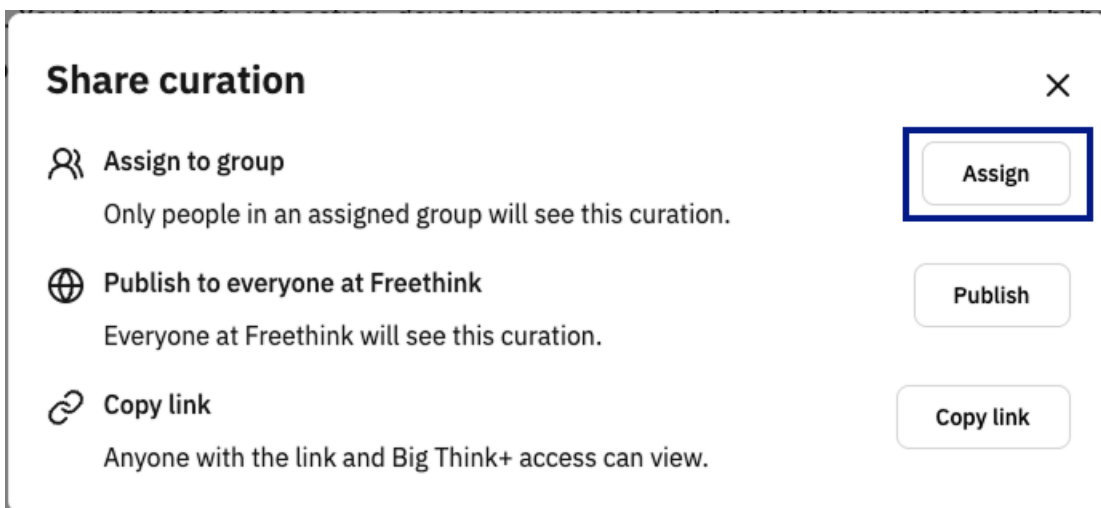 Share curation
Assign to group
Assign
Only people in an assigned group will see this curation.
Publish to everyone at Freethink
Publish
Everyone at Freethink will see this curation.
Copy link
Copy link
Anyone with the link and Big Think+ access can view.